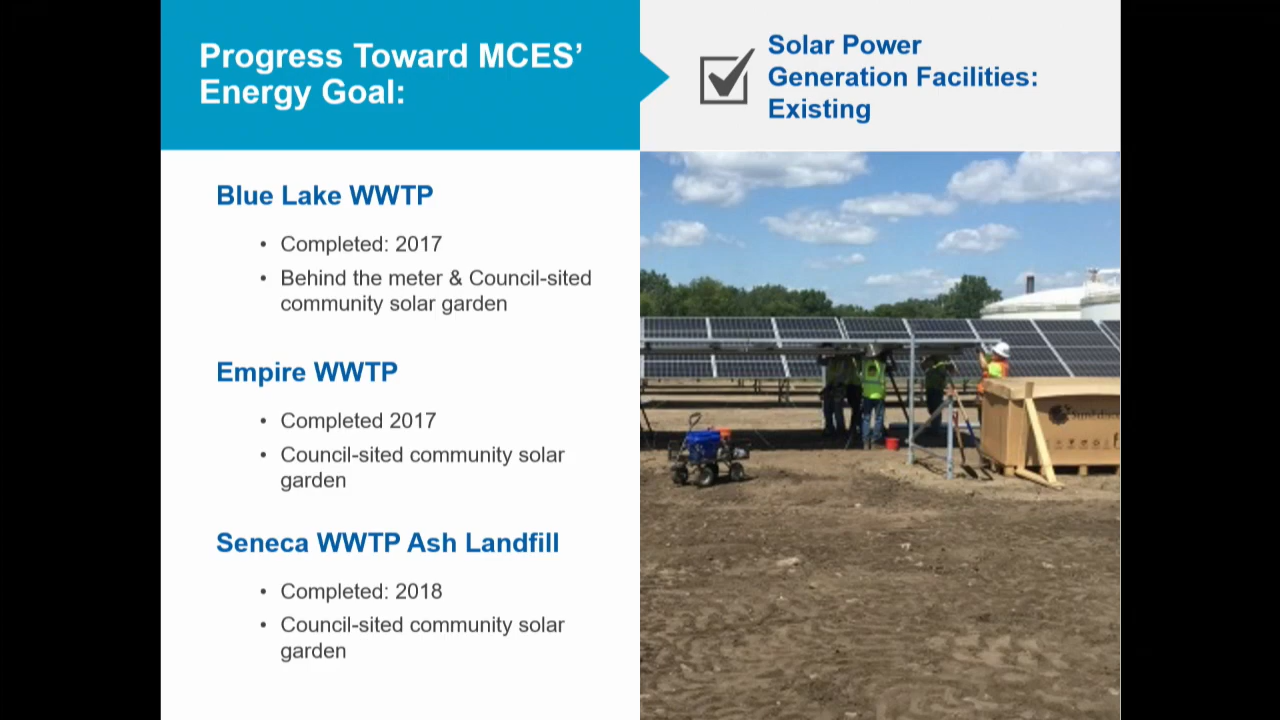 Progress Toward MCES’
Energy Goal:
Solar Power
Generation Facilities:
Existing
Blue Lake WWTP
• Completed: 2017
• Behind the meter & Council-sited
community solar garden
Empire WWTP
• Completed 2017
• Council-sited community solar
garden
Seneca WWTP Ash Landfill
• Completed: 2018
• Council-sited community solar
garden